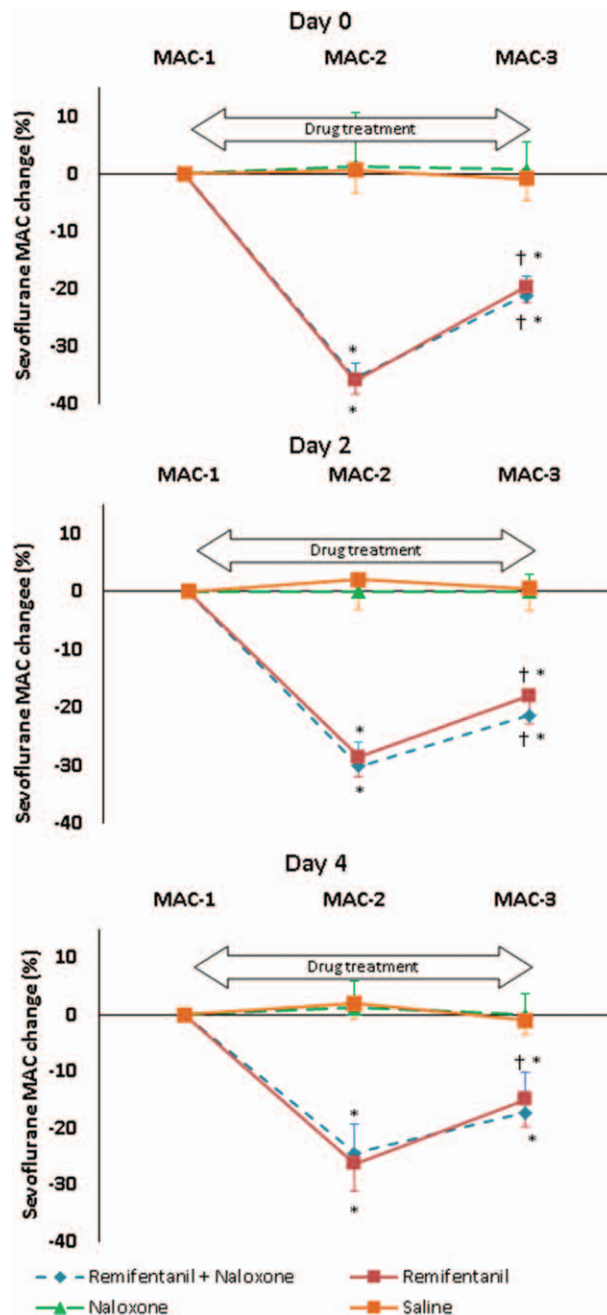 Day 0
MAC-1 MAC-2 MAC-3
Sevoflurane MAC change (%)
10
Drug treatment
0
-10
† *
-20
† *
-30
*
-40
*
Day 2
MAC-1 MAC-2 MAC-3
Sevoflurane MAC changee (%)
10
Drug treatment
0
-10
† *
-20
* † *
-30
*
-40
Day 4
MAC-1 MAC-2 MAC-3
Sevoflurane MAC change (%)
10
Drug treatment
0
† *
-10
*
-20
*
-30
*
-40
Remifentanil + Naloxone Remifentanil
Naloxone Saline